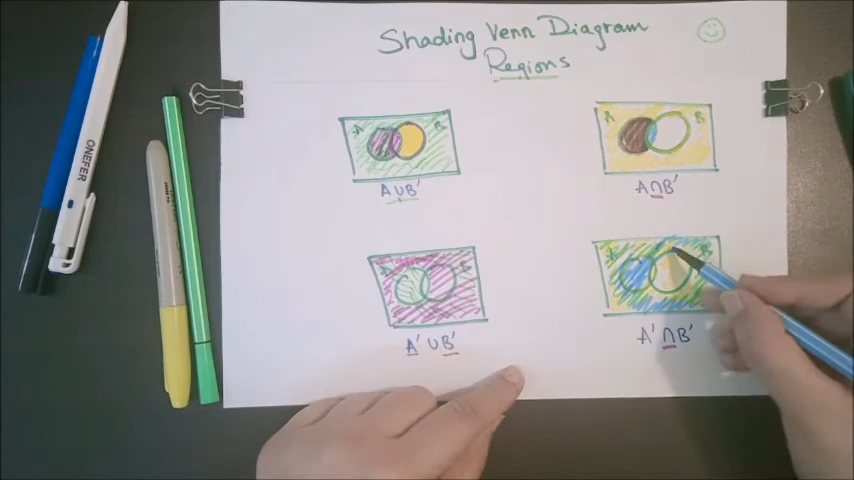 Shading Venn Diagram
Regions
ONEFER
A B
A B
A∪B'
A∩B'
A B
A B
A'∪B'
A'∩B'